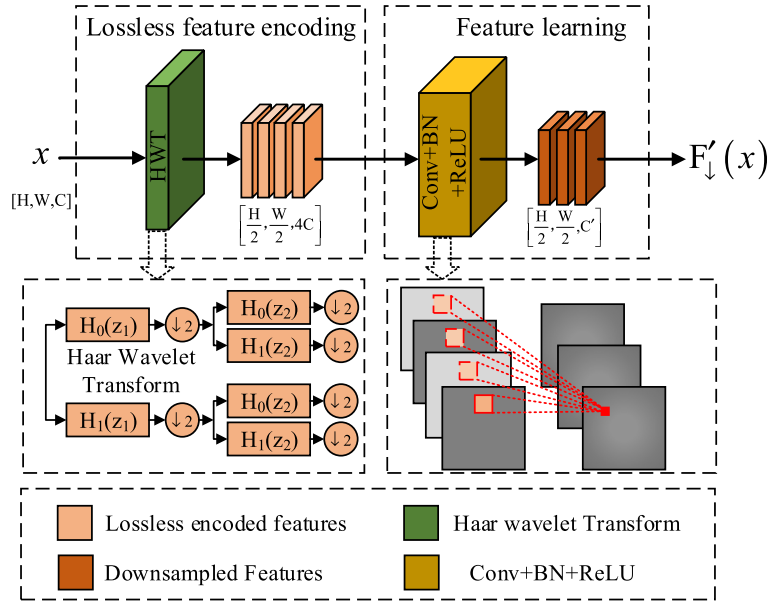 Lossless feature encoding
Feature learning
x
[H,W,C]
HWT
[H/2, W/2, 4C]
Conv+BN
+ReLU
[H/2, W/2, C′]
F′↓(x)
H₀(z₁)
↓2
H₀(z₂)
↓2
H₁(z₂)
↓2
Haar Wavelet
Transform
H₁(z₁)
↓2
H₀(z₂)
↓2
H₁(z₂)
↓2
Lossless encoded features
Haar wavelet Transform
Downsampled Features
Conv+BN+ReLU